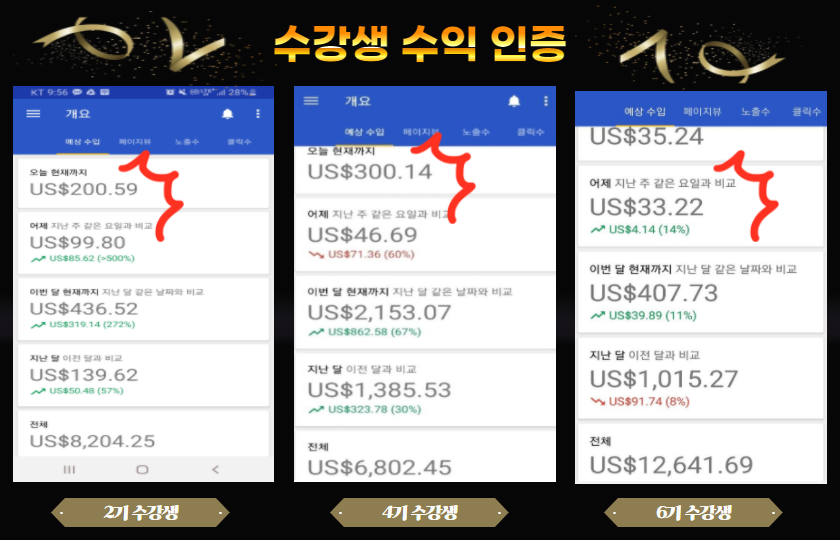 수강생 수익 인증
KT 9:56 28%
개요
예상 수입 페이지뷰 노출수 클릭수
오늘 현재까지
US$200.59
어제 지난 주 같은 요일과 비교
US$99.80
US$85.62 (>500%)
이번 달 현재까지 지난 달 같은 날짜와 비교
US$436.52
US$319.14 (272%)
지난 달 이전 달과 비교
US$139.62
US$50.48 (57%)
전체
US$8,204.25
2기 수강생
개요
예상 수입 페이지뷰 노출수 클릭수
오늘 현재까지
US$300.14
어제 지난 주 같은 요일과 비교
US$46.69
US$71.36 (60%)
이번 달 현재까지 지난 달 같은 날짜와 비교
US$2,153.07
US$862.58 (67%)
지난 달 이전 달과 비교
US$1,385.53
US$323.78 (30%)
전체
US$6,802.45
4기 수강생
예상 수입 페이지뷰 노출수 클릭수
US$35.24
어제 지난 주 같은 요일과 비교
US$33.22
US$4.14 (14%)
이번 달 현재까지 지난 달 같은 날짜와 비교
US$407.73
US$39.89 (11%)
지난 달 이전 달과 비교
US$1,015.27
US$91.74 (8%)
전체
US$12,641.69
6기 수강생